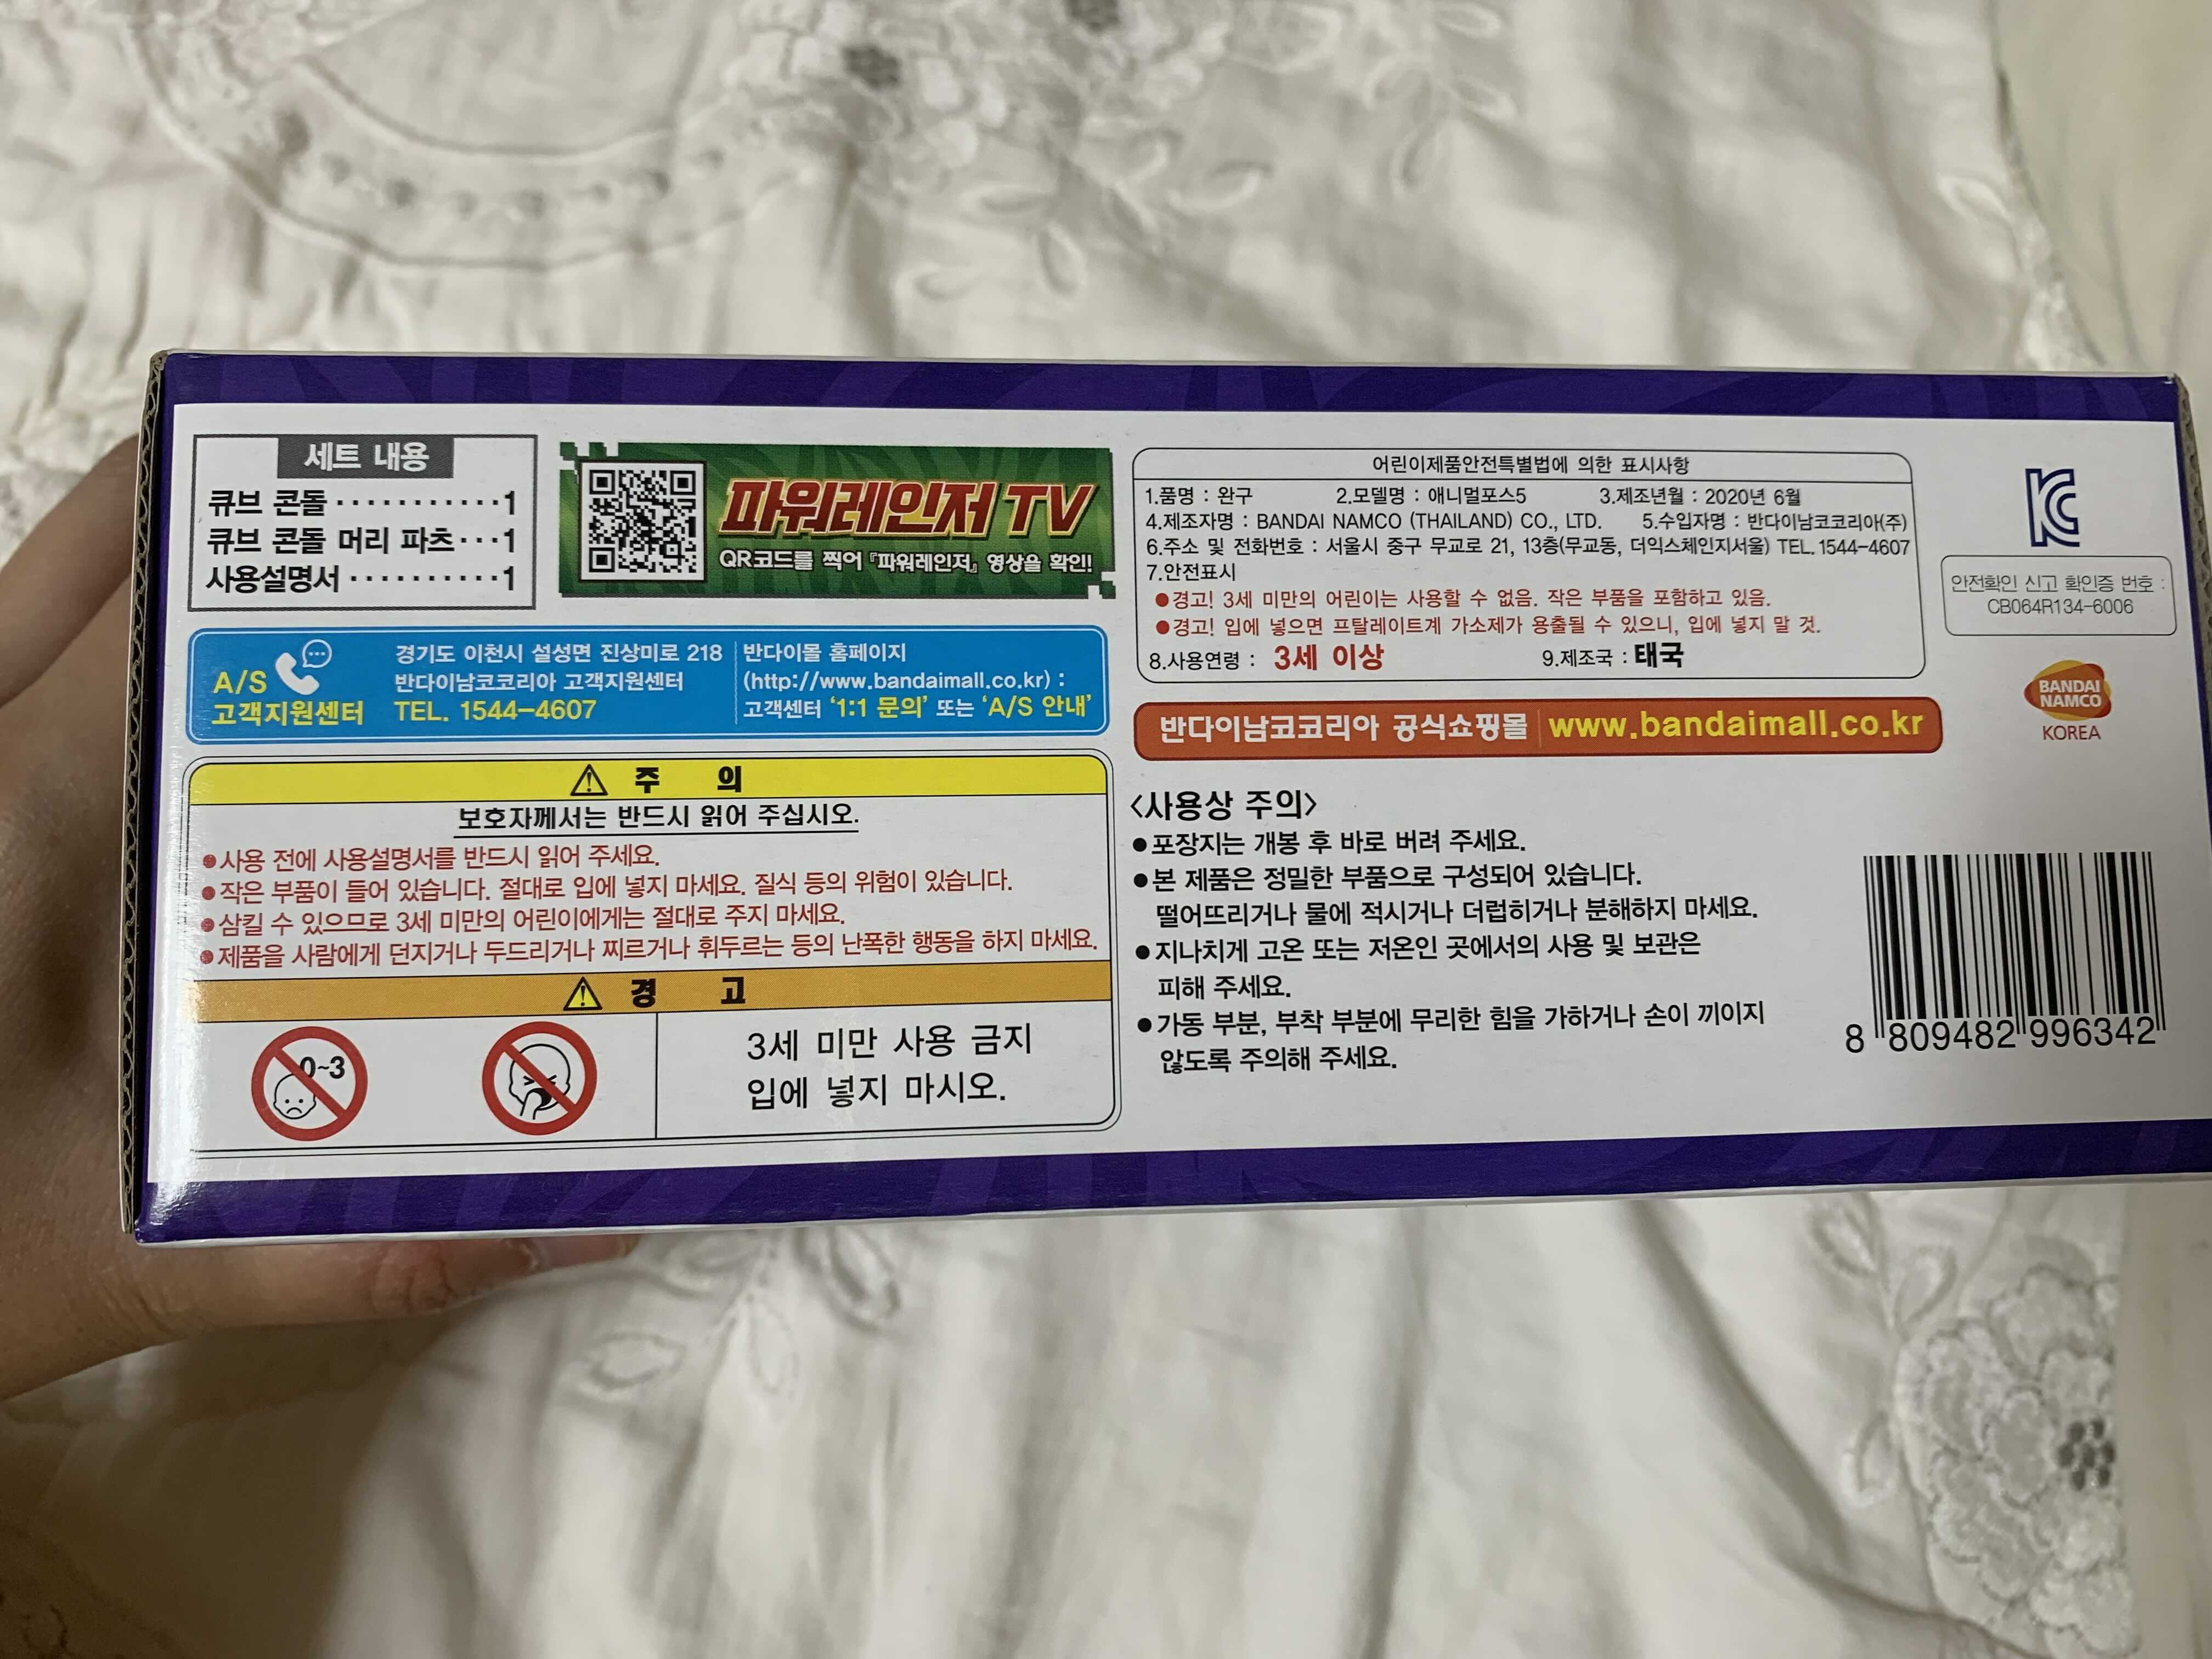 세트 내용
큐브 콘돌 ··········· 1
큐브 콘돌 머리 파츠 ··· 1
사용설명서 ·········· 1
파워레인저 TV
QR코드를 찍어 『파워레인저』 영상을 확인!
A/S
고객지원센터
경기도 이천시 설성면 진상미로 218
반다이남코코리아 고객지원센터
TEL. 1544-4607
반다이몰 홈페이지
(http://www.bandaimall.co.kr) :
고객센터 '1:1 문의' 또는 'A/S 안내'
주 의
보호자께서는 반드시 읽어 주십시오.
●사용 전에 사용설명서를 반드시 읽어 주세요.
●작은 부품이 들어 있습니다. 절대로 입에 넣지 마세요. 질식 등의 위험이 있습니다.
●삼킬 수 있으므로 3세 미만의 어린이에게는 절대로 주지 마세요.
●제품을 사람에게 던지거나 두드리거나 찌르거나 휘두르는 등의 난폭한 행동을 하지 마세요.
경 고
0~3
3세 미만 사용 금지
입에 넣지 마시오.
어린이제품안전특별법에 의한 표시사항
1.품명 : 완구 2.모델명 : 애니멀포스5 3.제조년월 : 2020년 6월
4.제조자명 : BANDAI NAMCO (THAILAND) CO., LTD. 5.수입자명 : 반다이남코코리아(주)
6.주소 및 전화번호 : 서울시 중구 무교로 21, 13층(무교동, 더익스체인지서울) TEL. 1544-4607
7.안전표시
●경고! 3세 미만의 어린이는 사용할 수 없음. 작은 부품을 포함하고 있음.
●경고! 입에 넣으면 프탈레이트계 가소제가 용출될 수 있으니, 입에 넣지 말 것.
8.사용연령 : 3세 이상 9.제조국 : 태국
KC
안전확인 신고 확인증 번호 :
CB064R134-6006
BANDAI
NAMCO
KOREA
반다이남코코리아 공식쇼핑몰 www.bandaimall.co.kr
<사용상 주의>
●포장지는 개봉 후 바로 버려 주세요.
●본 제품은 정밀한 부품으로 구성되어 있습니다.
떨어뜨리거나 물에 적시거나 더럽히거나 분해하지 마세요.
●지나치게 고온 또는 저온인 곳에서의 사용 및 보관은
피해 주세요.
●가동 부분, 부착 부분에 무리한 힘을 가하거나 손이 끼이지
않도록 주의해 주세요.
8 809482 996342